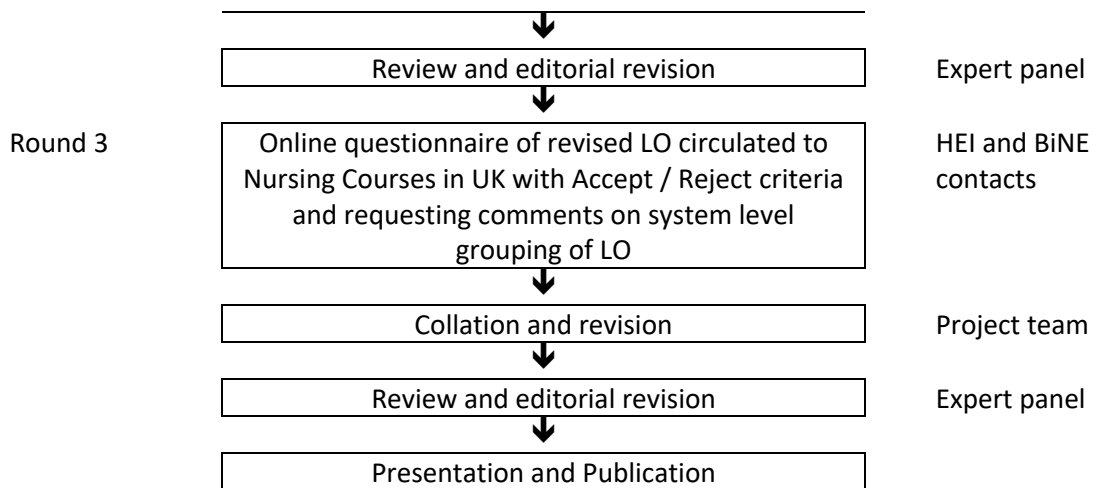 Review and editorial revision Expert panel
Round 3 Online questionnaire of revised LO circulated to HEI and BiNE
Nursing Courses in UK with Accept / Reject criteria contacts
and requesting comments on system level
grouping of LO
Collation and revision Project team
Review and editorial revision Expert panel
Presentation and Publication